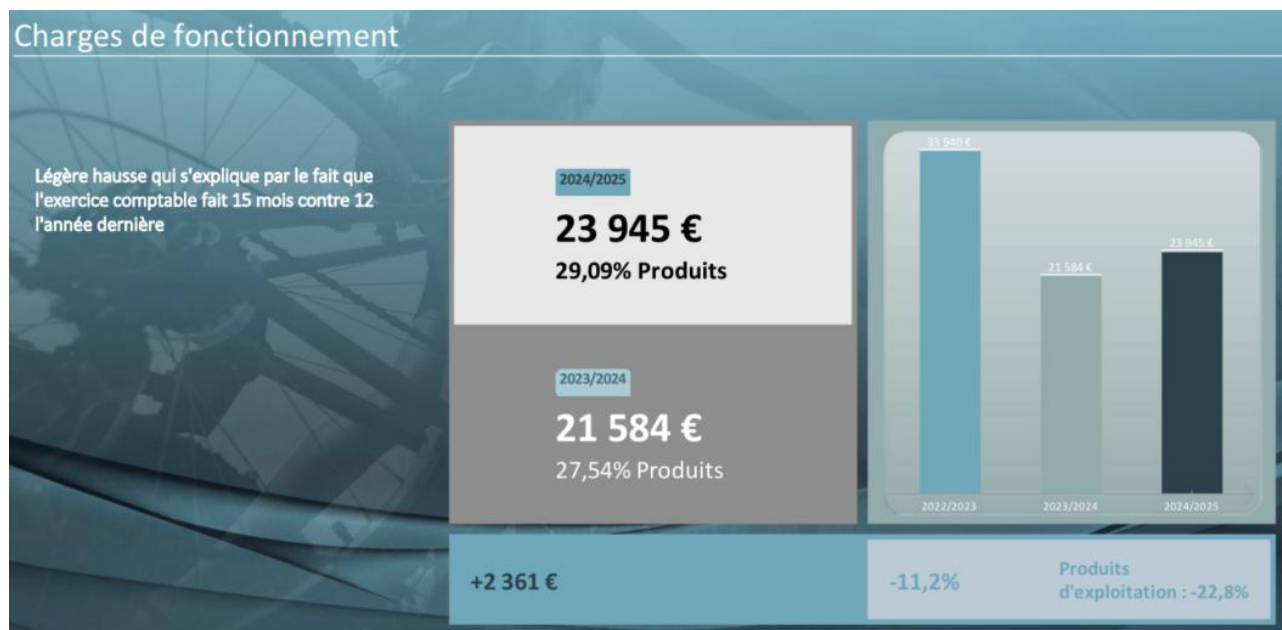 Charges de fonctionnement
Légère hausse qui s'explique par le fait que
l'exercice comptable fait 15 mois contre 12
l'année dernière
2024/2025
23 945 €
29,09% Produits
2023/2024
21 584 €
27,54% Produits
33 940 €
21 584 €
23 945 €
2022/2023
2023/2024
2024/2025
+2 361 €
-11,2%
Produits
d'exploitation : -22,8%